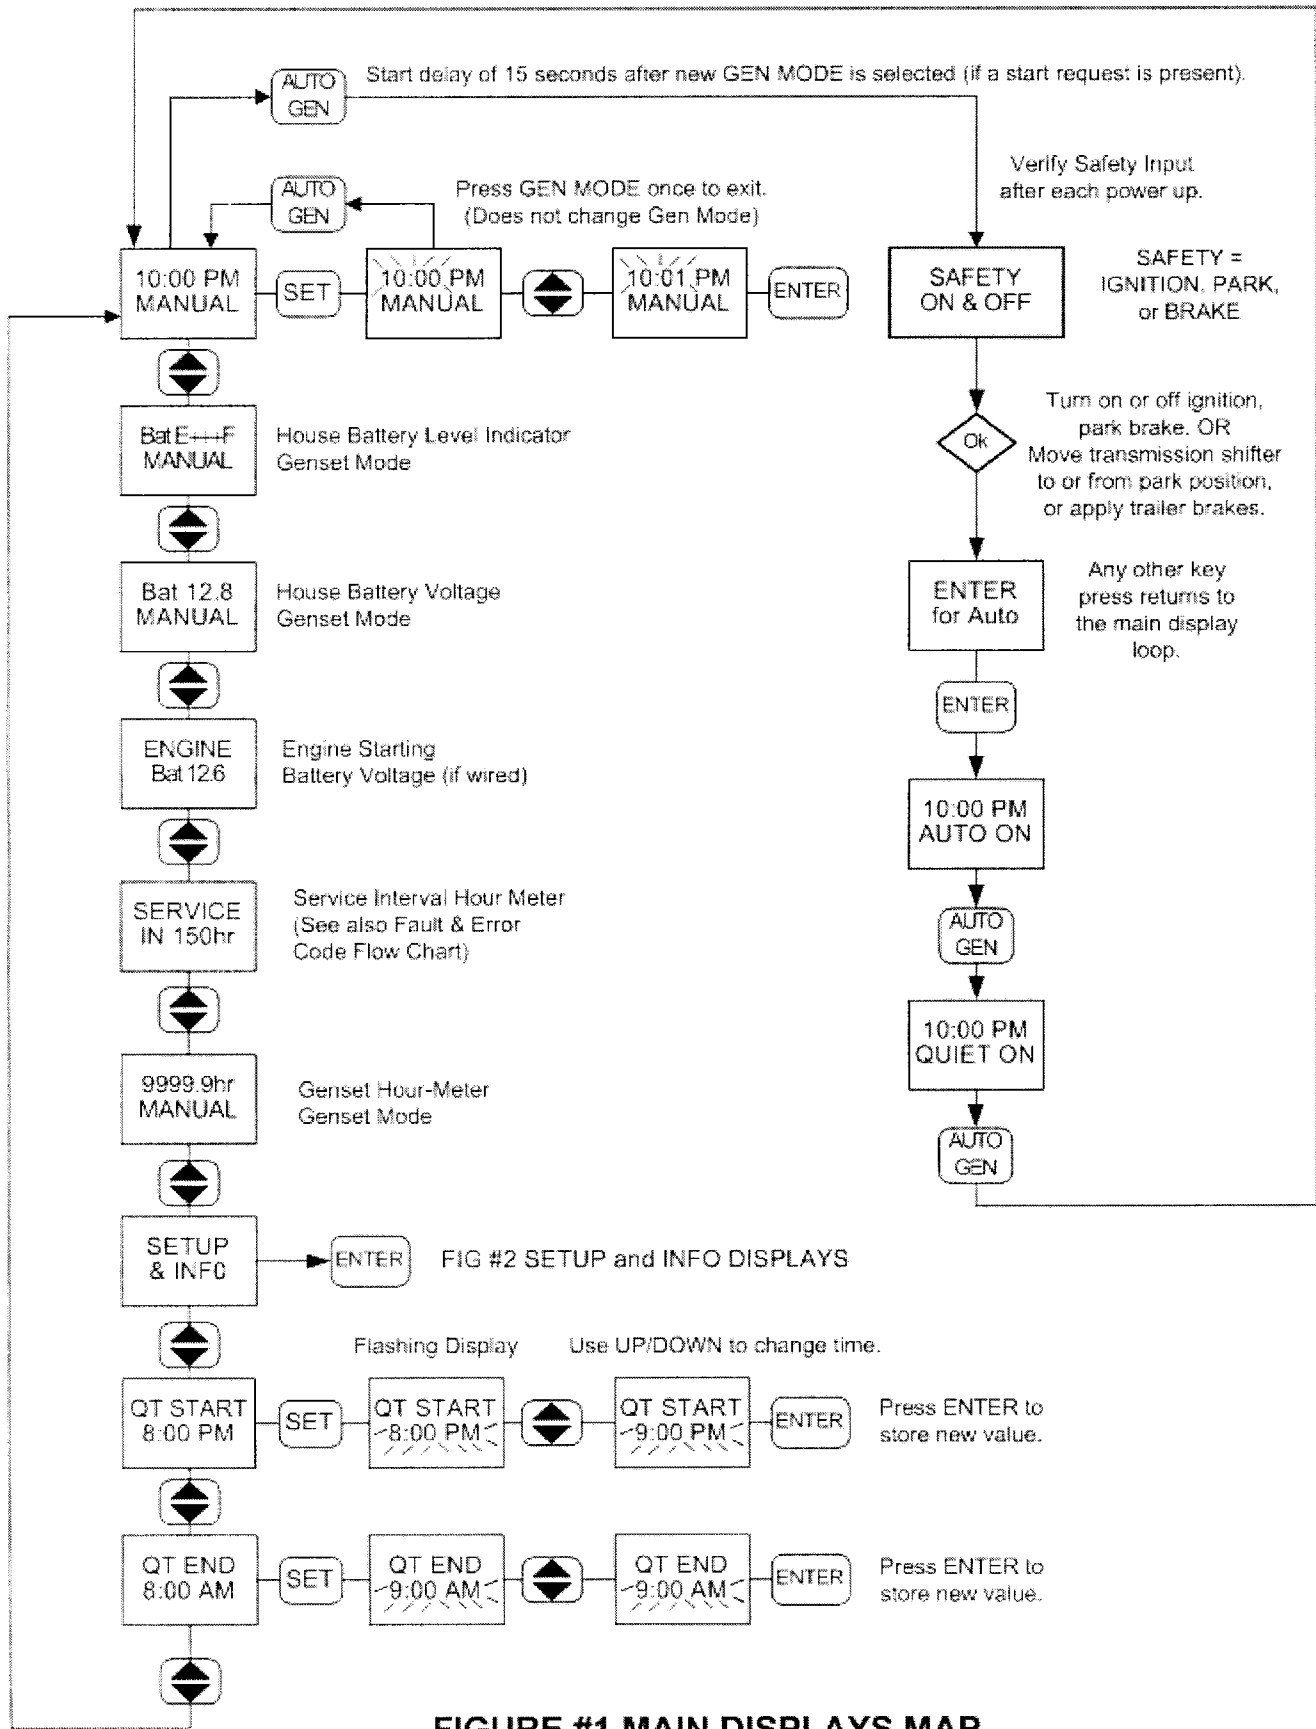 AUTO
GEN
Start delay of 15 seconds after new GEN MODE is selected (if a start request is present).
Verify Safety Input
after each power up.
AUTO
GEN
Press GEN MODE once to exit.
(Does not change Gen Mode)
10:00 PM
MANUAL
SET
10:00 PM
MANUAL
10:01 PM
MANUAL
ENTER
SAFETY
ON & OFF
SAFETY =
IGNITION, PARK,
or BRAKE
Bat E+++F
MANUAL
House Battery Level Indicator
Genset Mode
Ok
Turn on or off ignition,
park brake. OR
Move transmission shifter
to or from park position,
or apply trailer brakes.
Bat 12.8
MANUAL
House Battery Voltage
Genset Mode
ENTER
for Auto
Any other key
press returns to
the main display
loop.
ENTER
ENGINE
Bat 12.6
Engine Starting
Battery Voltage (if wired)
10:00 PM
AUTO ON
SERVICE
IN 150hr
Service Interval Hour Meter
(See also Fault & Error
Code Flow Chart)
AUTO
GEN
10:00 PM
QUIET ON
9999.9hr
MANUAL
Genset Hour-Meter
Genset Mode
AUTO
GEN
SETUP
& INFO
ENTER
FIG #2 SETUP and INFO DISPLAYS
Flashing Display
Use UP/DOWN to change time.
QT START
8:00 PM
SET
QT START
8:00 PM
QT START
9:00 PM
ENTER
Press ENTER to
store new value.
QT END
8:00 AM
SET
QT END
9:00 AM
QT END
9:00 AM
ENTER
Press ENTER to
store new value.
FIGURE #1 MAIN DISPLAYS MAP